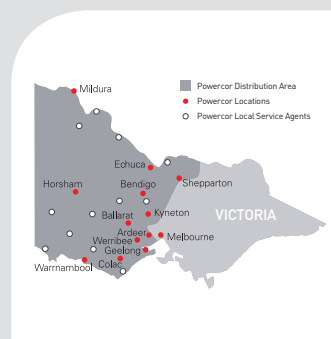 Mildura
Powercor Distribution Area
Powercor Locations
Powercor Local Service Agents
Echuca
Horsham
Bendigo
Shepparton
Ballarat
Kyneton
VICTORIA
Ardeer
Melbourne
Werribee
Geelong
Warrnambool
Colac